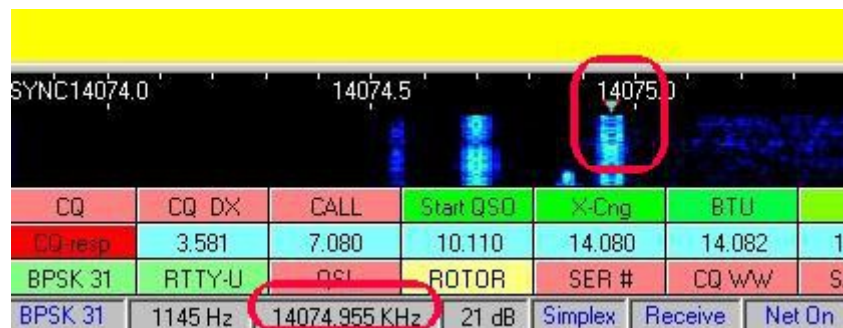 SYNC14074.0 14074.5 14075.0
CQ CQ DX CALL Start QSO X-Cng BTU
CQ-resp 3.581 7.080 10.110 14.080 14.082 1
BPSK 31 RTTY-U QSL ROTOR SER # CQ WW S
BPSK 31 1145 Hz 14074.955 KHz 21 dB Simplex Receive Net On